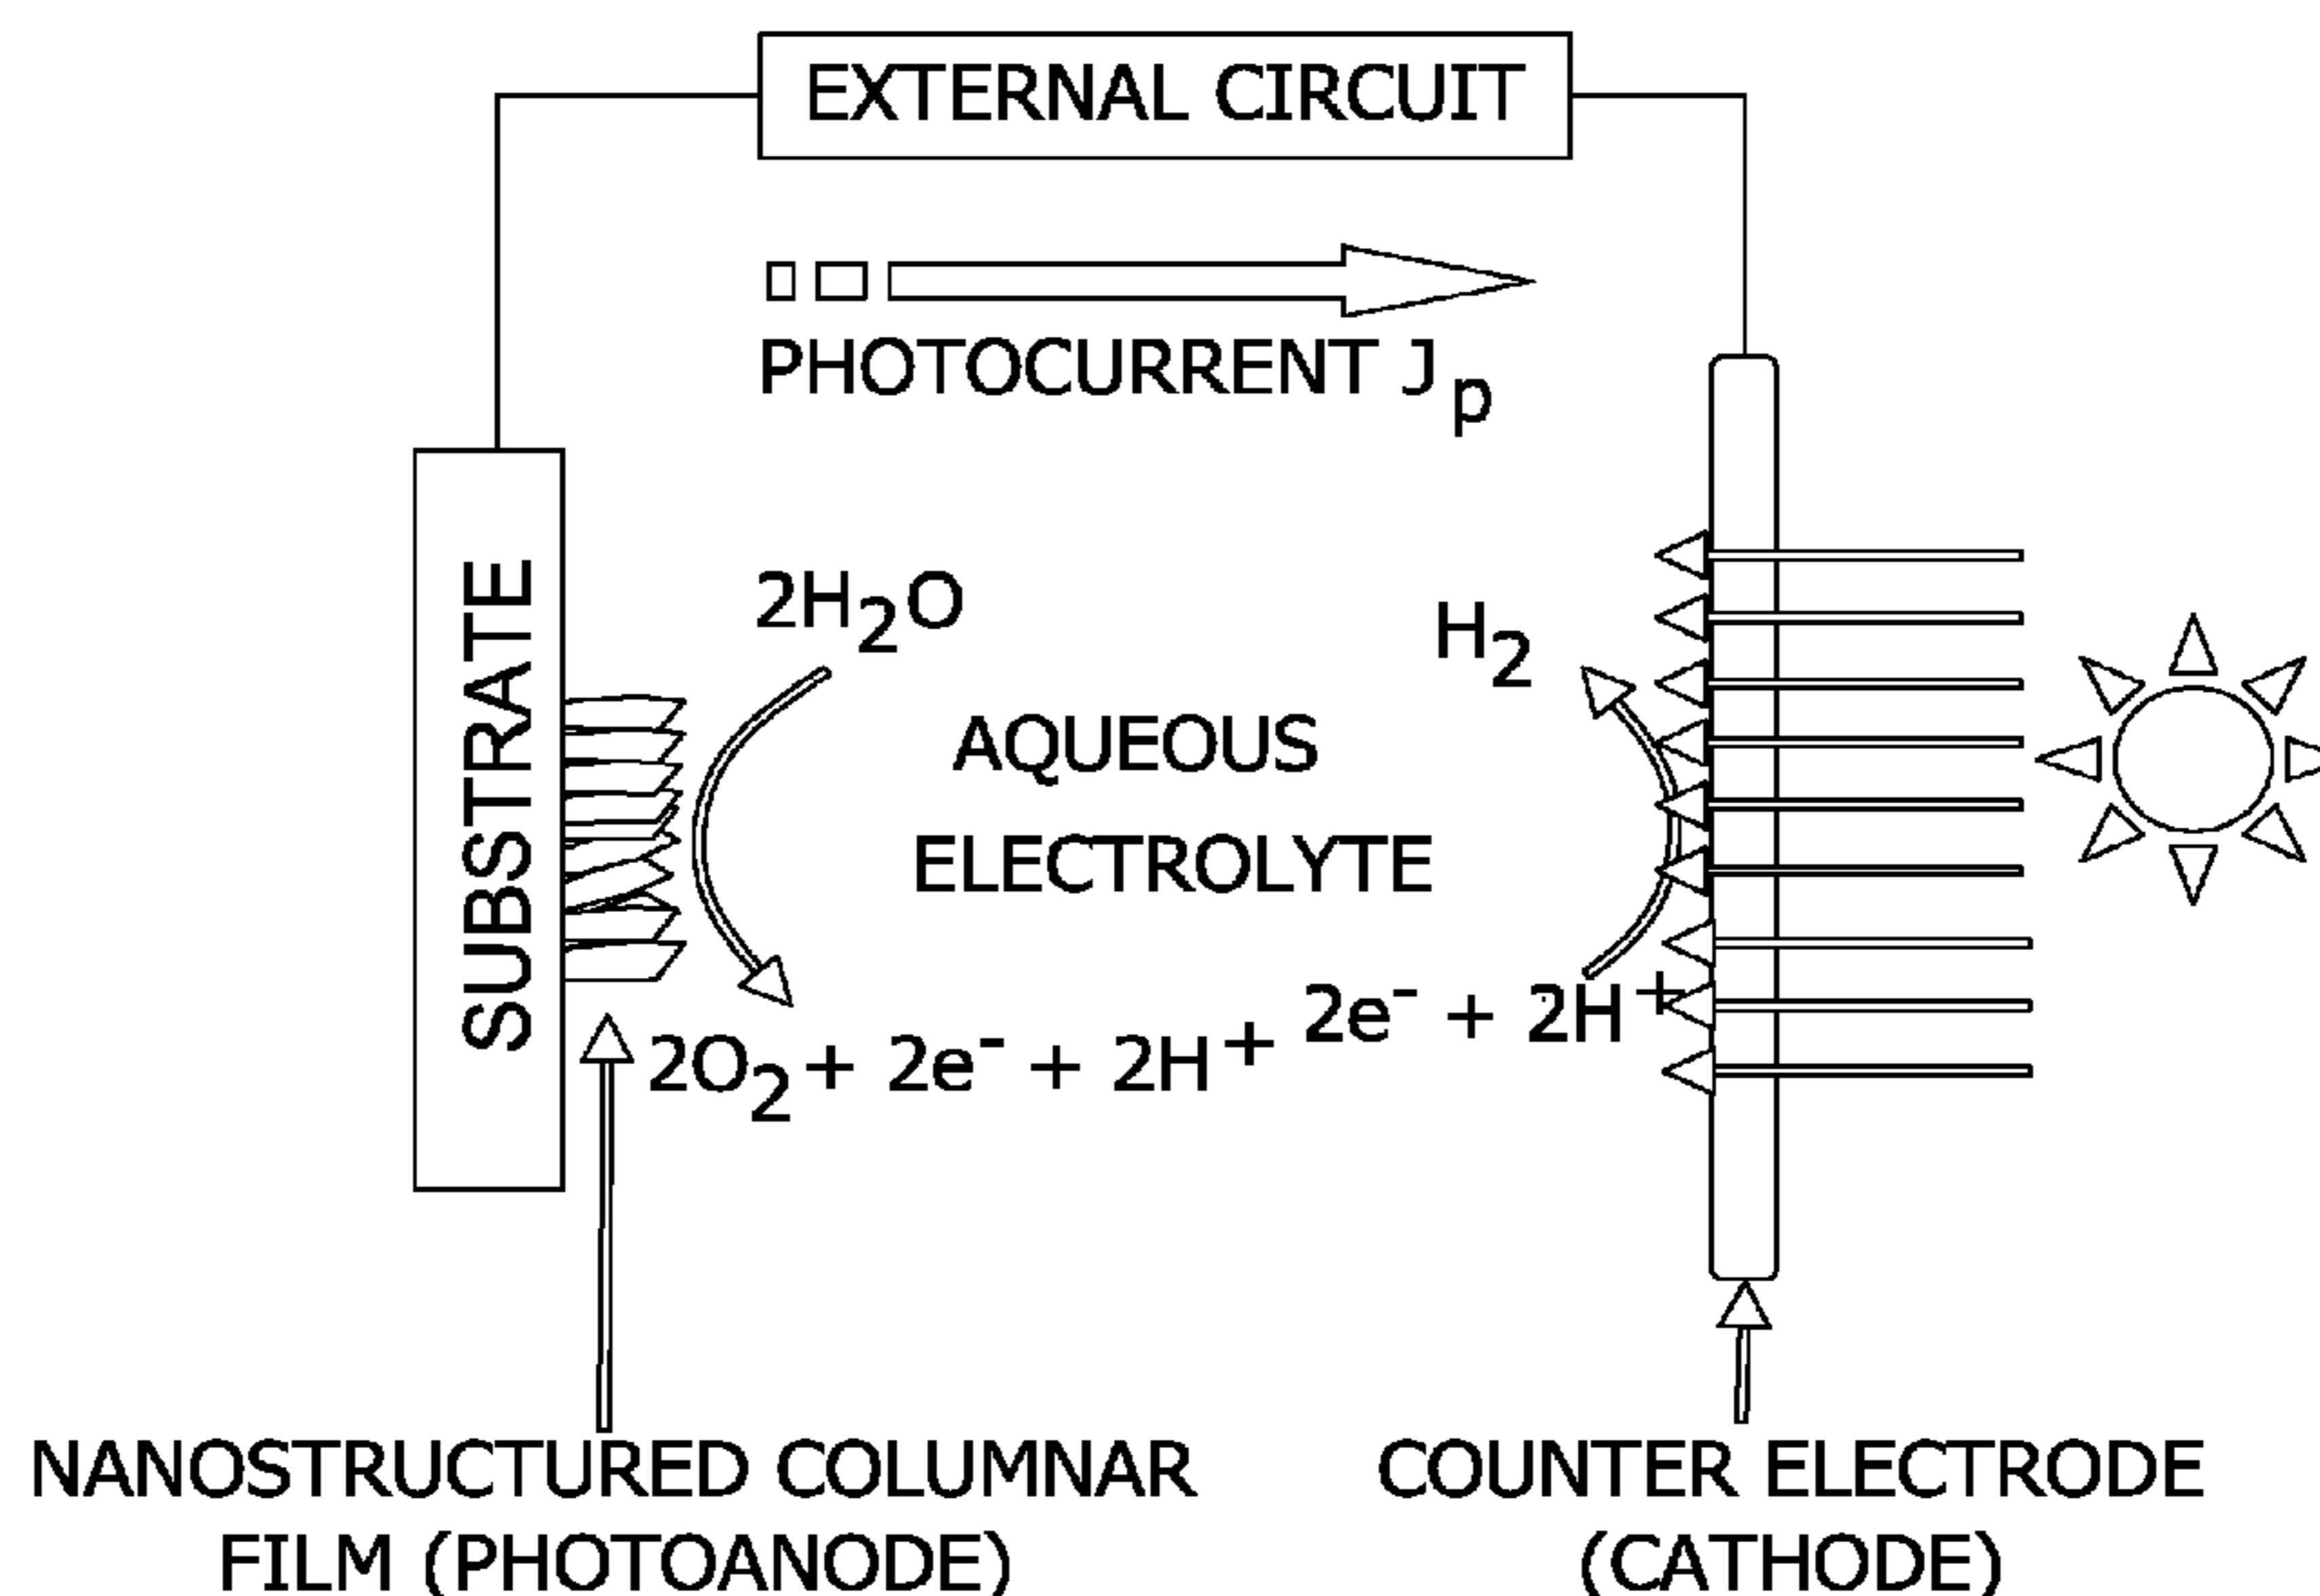 EXTERNAL CIRCUIT
PHOTOCURRENT Jp
SUBSTRATE
2H₂O
H₂
AQUEOUS
ELECTROLYTE
2O₂ + 2e⁻ + 2H⁺
2e⁻ + 2H⁺
NANOSTRUCTURED COLUMNAR
FILM (PHOTOANODE)
COUNTER ELECTRODE
(CATHODE)